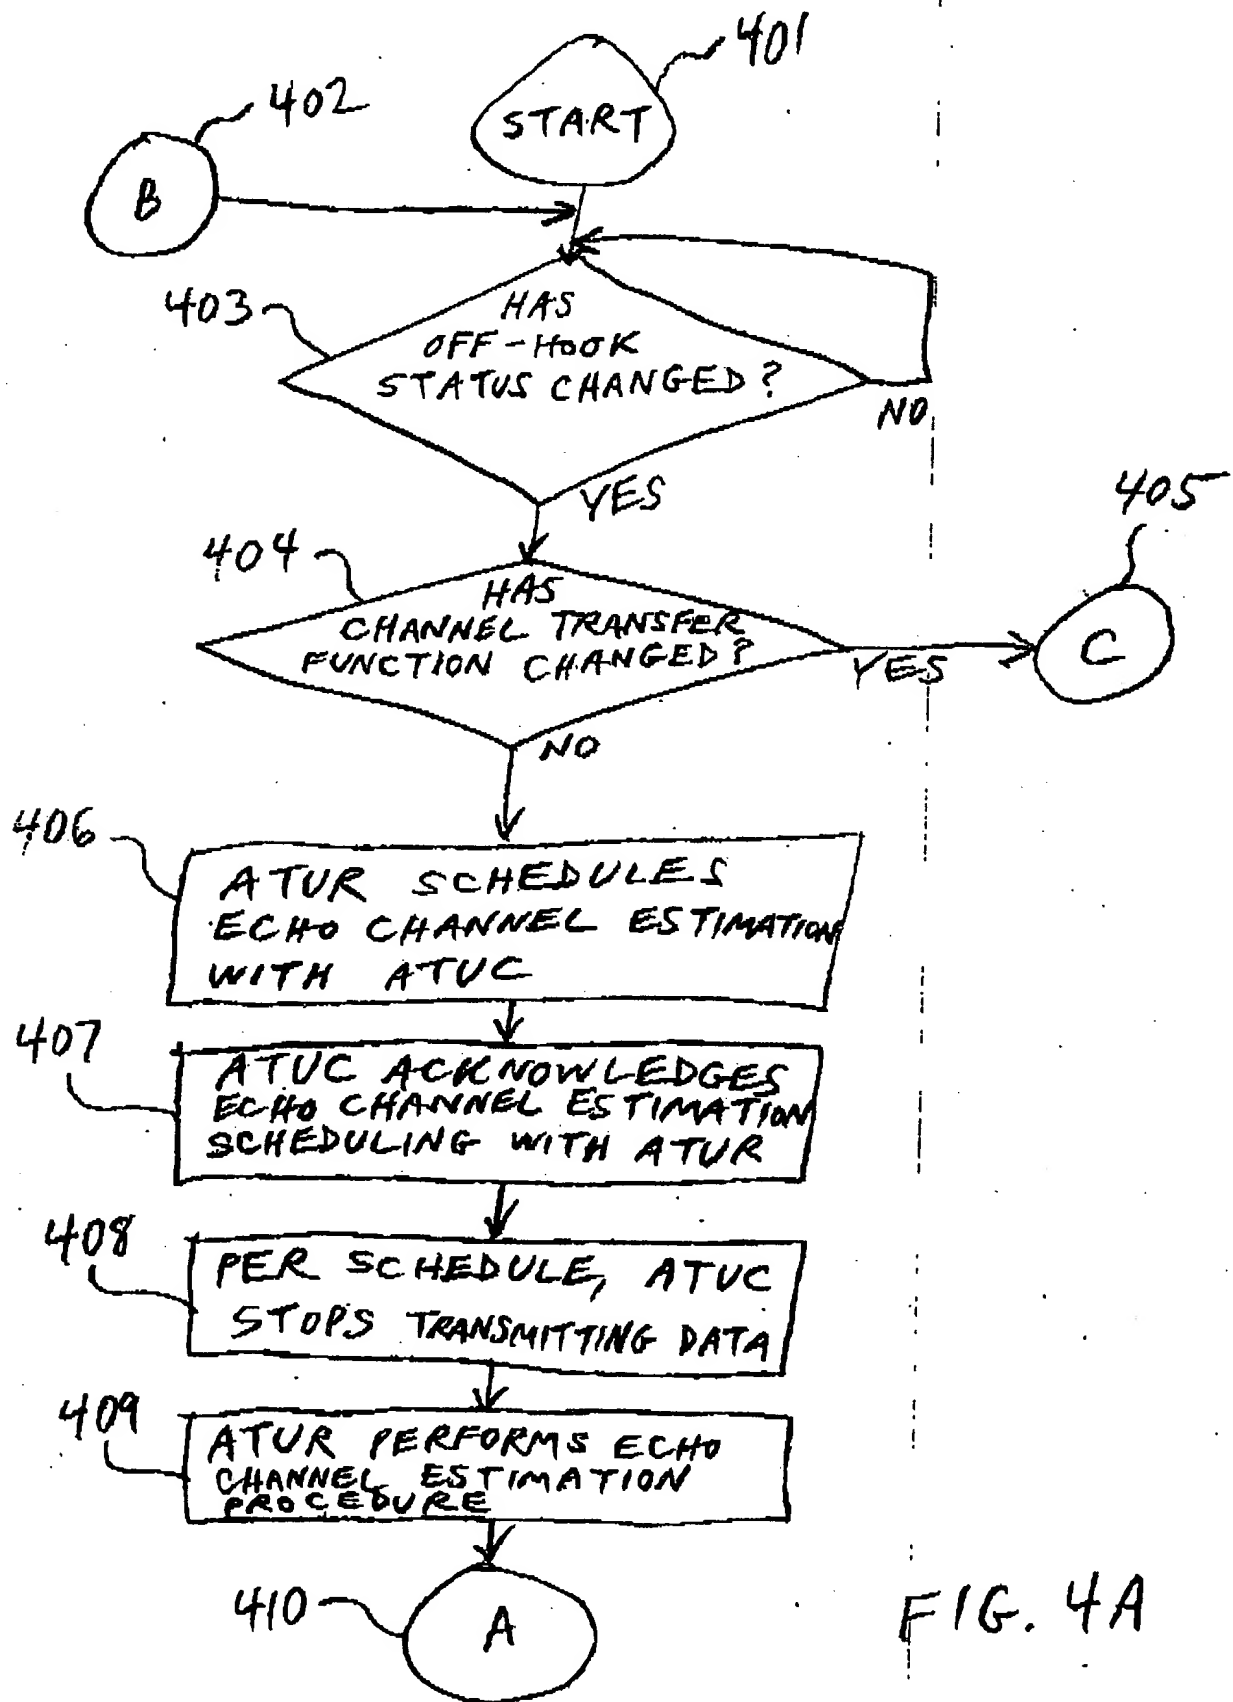 401
START
402
B
403
HAS
OFF-HOOK
STATUS CHANGED?
NO
YES
404
HAS
CHANNEL TRANSFER
FUNCTION CHANGED?
YES
405
C
NO
406
ATUR SCHEDULES
ECHO CHANNEL ESTIMATION
WITH ATUC
407
ATUC ACKNOWLEDGES
ECHO CHANNEL ESTIMATION
SCHEDULING WITH ATUR
408
PER SCHEDULE, ATUC
STOPS TRANSMITTING DATA
409
ATUR PERFORMS ECHO
CHANNEL ESTIMATION
PROCEDURE
410
A
FIG. 4A